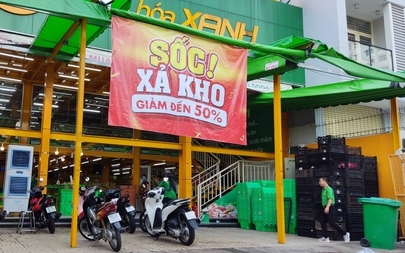 hóa XANH
SỐC!
XẢ KHO
GIẢM ĐẾN 50%